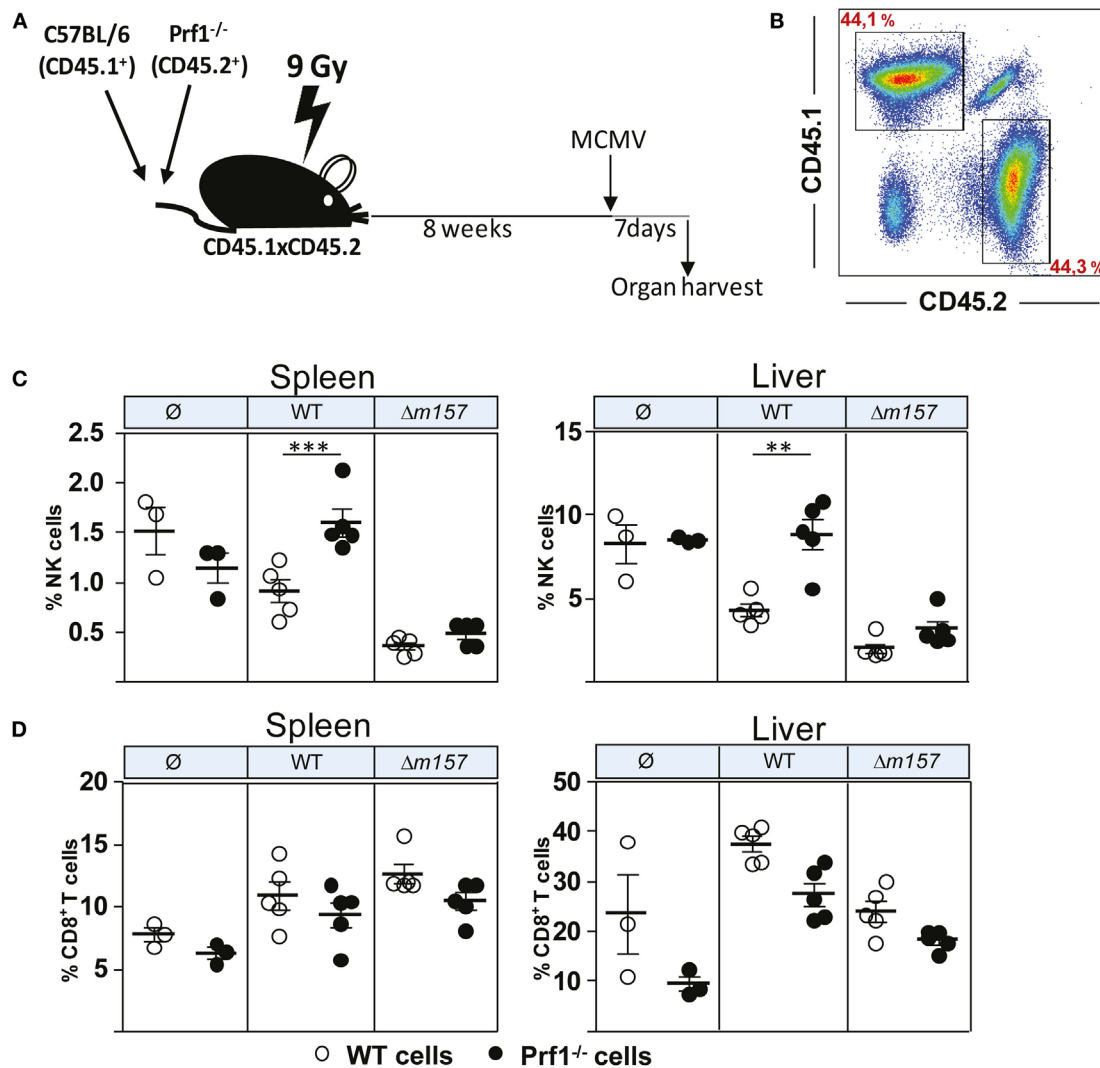 A
C57BL/6 Prf1-/-
(CD45.1+) (CD45.2+)
9 Gy
MCMV
8 weeks
7days
CD45.1xCD45.2
Organ harvest
B
44,1 %
CD45.1
44,3 %
CD45.2
C
Spleen
Ø WT Δm157
2.5
2.0
1.5
1.0
0.5
% NK cells
***
Liver
Ø WT Δm157
15
10
5
% NK cells
**
D
Spleen
Ø WT Δm157
20
15
10
5
% CD8+ T cells
Liver
Ø WT Δm157
50
40
30
20
10
% CD8+ T cells
WT cells Prf1-/- cells